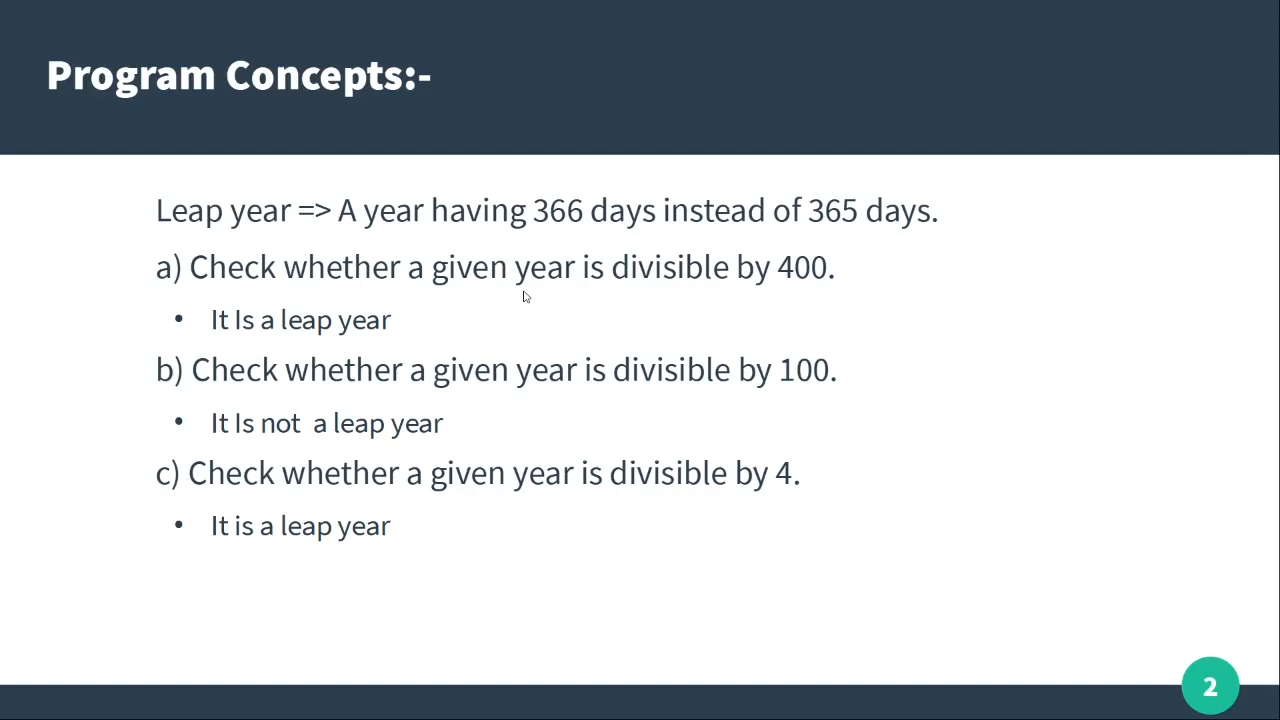 Program Concepts:-
Leap year => A year having 366 days instead of 365 days.
a) Check whether a given year is divisible by 400.
• It Is a leap year
b) Check whether a given year is divisible by 100.
• It Is not  a leap year
c) Check whether a given year is divisible by 4.
• It is a leap year
2